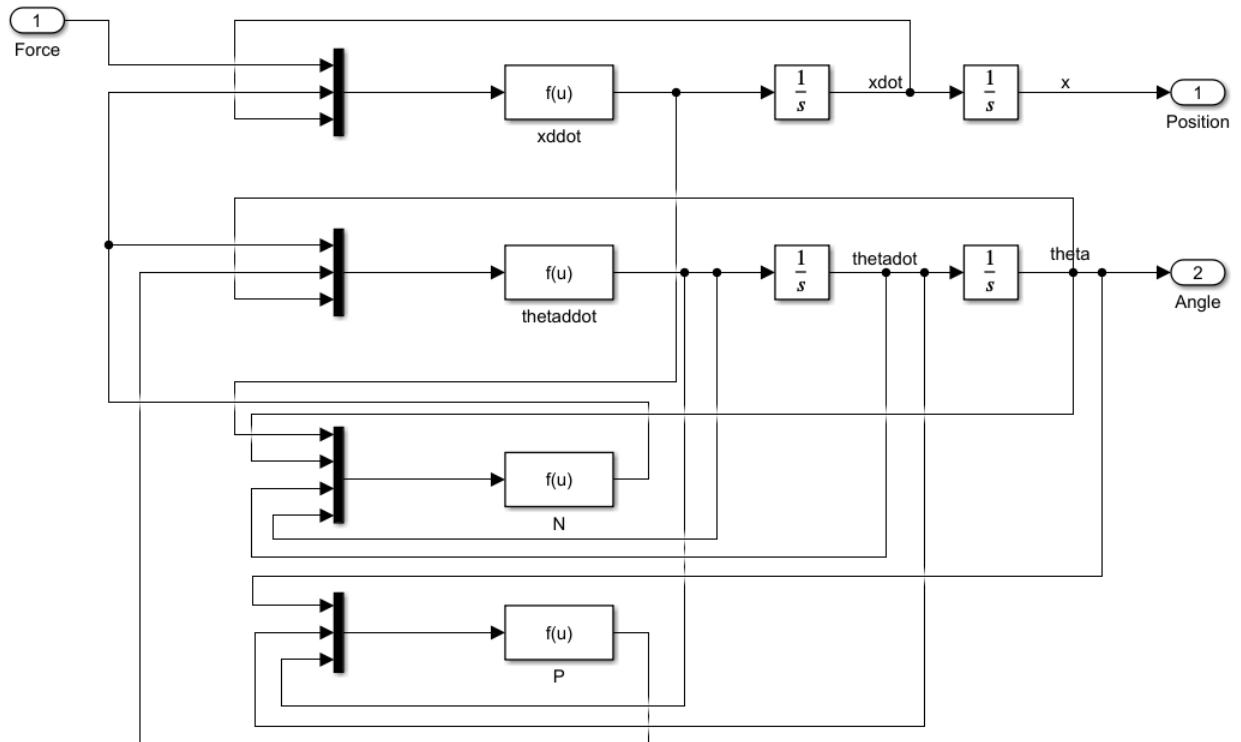 1
Force
f(u)
xddot
1
s
xdot
1
s
x
1
Position
f(u)
thetaddot
1
s
thetadot
1
s
theta
2
Angle
f(u)
N
f(u)
P